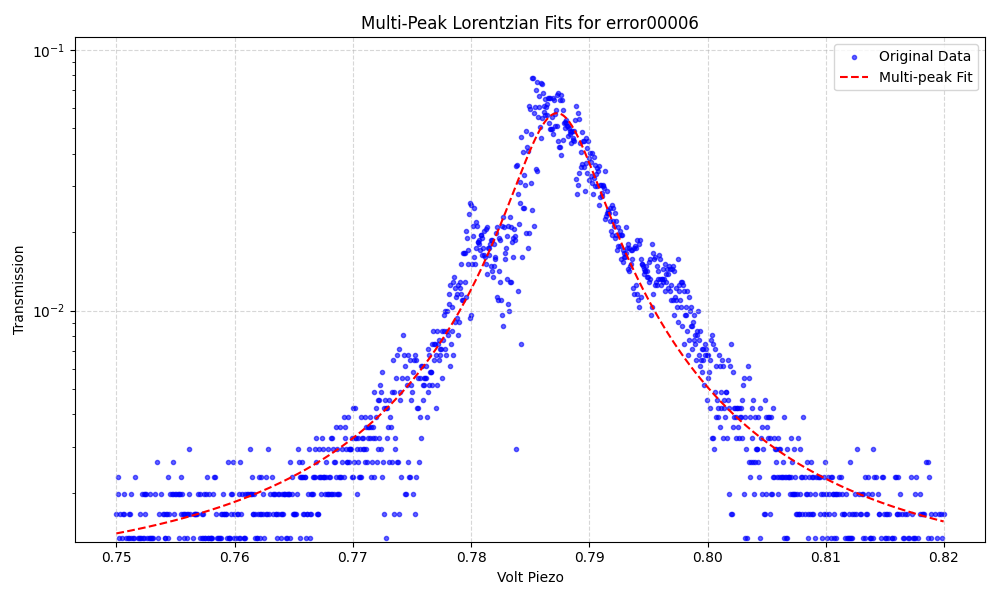 Multi-Peak Lorentzian Fits for error00006
10⁻¹
10⁻²
Transmission
Original Data
Multi-peak Fit
0.75 0.76 0.77 0.78 0.79 0.80 0.81 0.82
Volt Piezo